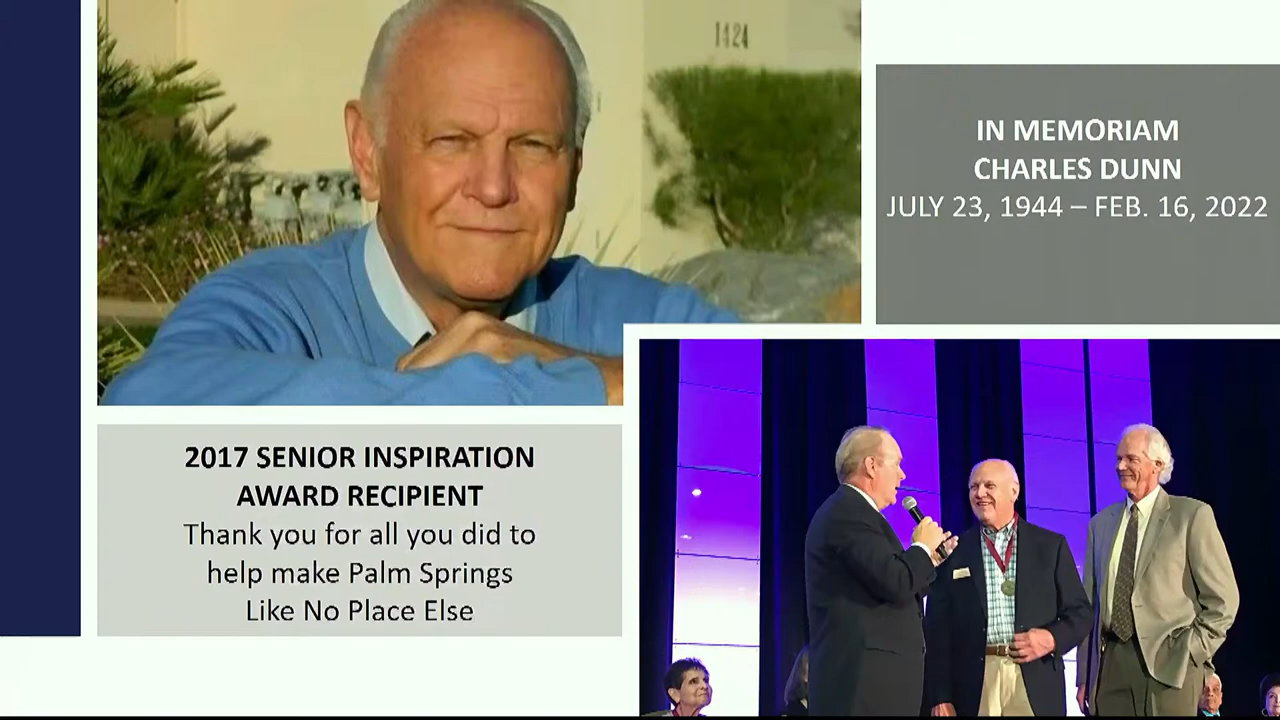 1424
IN MEMORIAM
CHARLES DUNN
JULY 23, 1944 – FEB. 16, 2022
2017 SENIOR INSPIRATION
AWARD RECIPIENT
Thank you for all you did to
help make Palm Springs
Like No Place Else